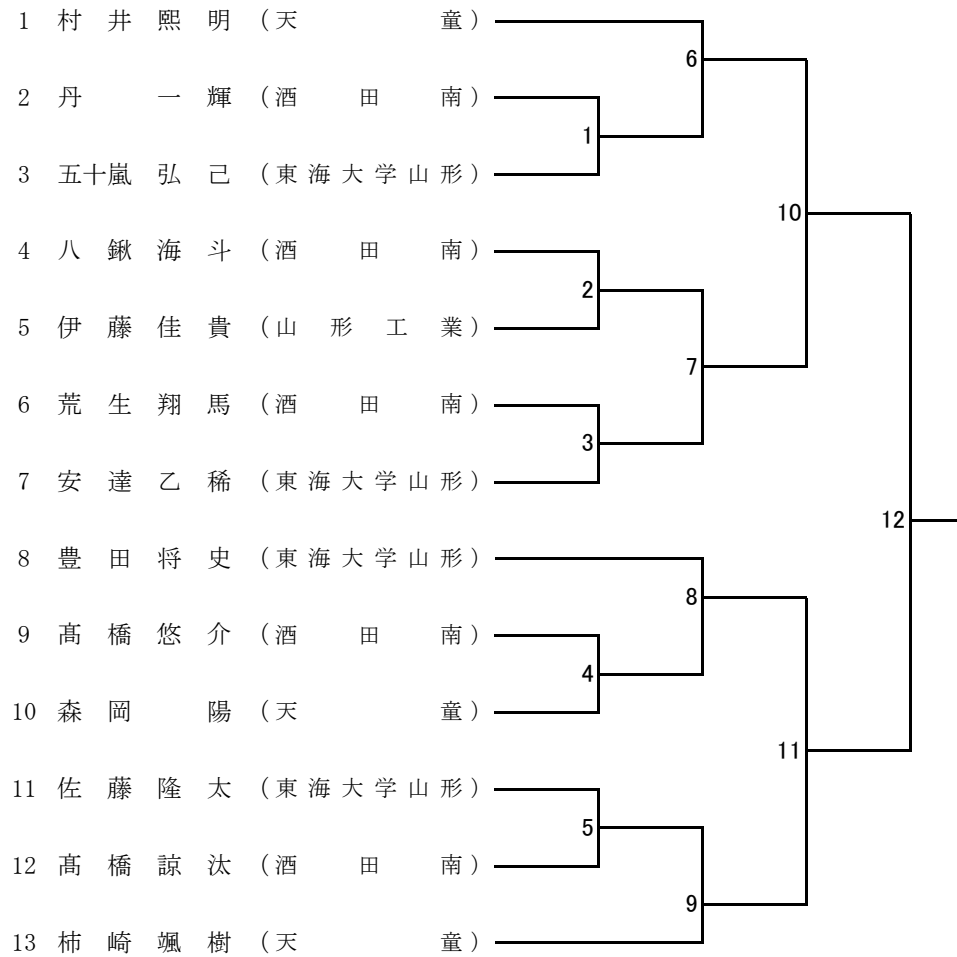 1 村井熙明 (天童)
6
2 丹一輝 (酒田南)
1
3 五十嵐弘己 (東海大学山形)
10
4 八鍬海斗 (酒田南)
2
5 伊藤佳貴 (山形工業)
7
6 荒生翔馬 (酒田南)
3
7 安達乙稀 (東海大学山形)
12
8 豊田将史 (東海大学山形)
8
9 髙橋悠介 (酒田南)
4
10 森岡陽 (天童)
11
11 佐藤隆太 (東海大学山形)
5
12 髙橋諒汰 (酒田南)
9
13 柿崎颯樹 (天童)